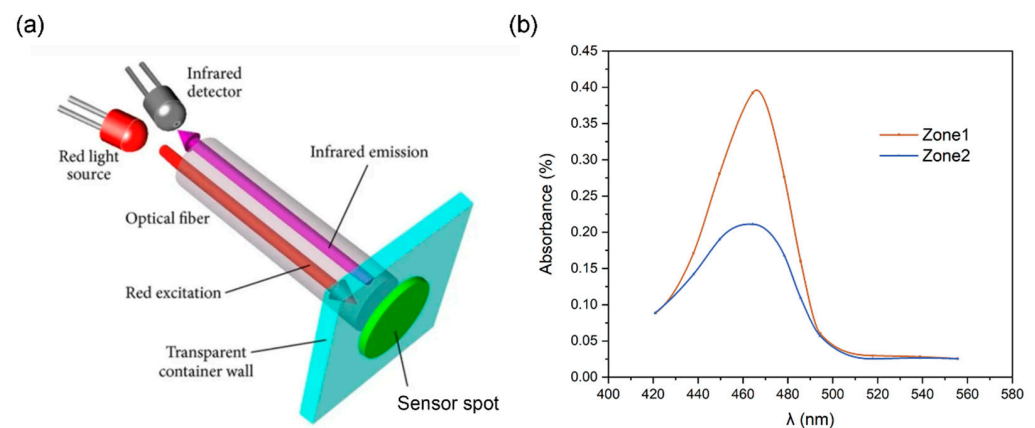 (a)
Infrared
detector
Red light
source
Infrared emission
Optical fiber
Red excitation
Transparent
container wall
Sensor spot
(b)
0.45
0.40
0.35
0.30
0.25
0.20
0.15
0.10
0.05
0.00
Absorbance (%)
Zone1
Zone2
400 420 440 460 480 500 520 540 560 580
λ (nm)